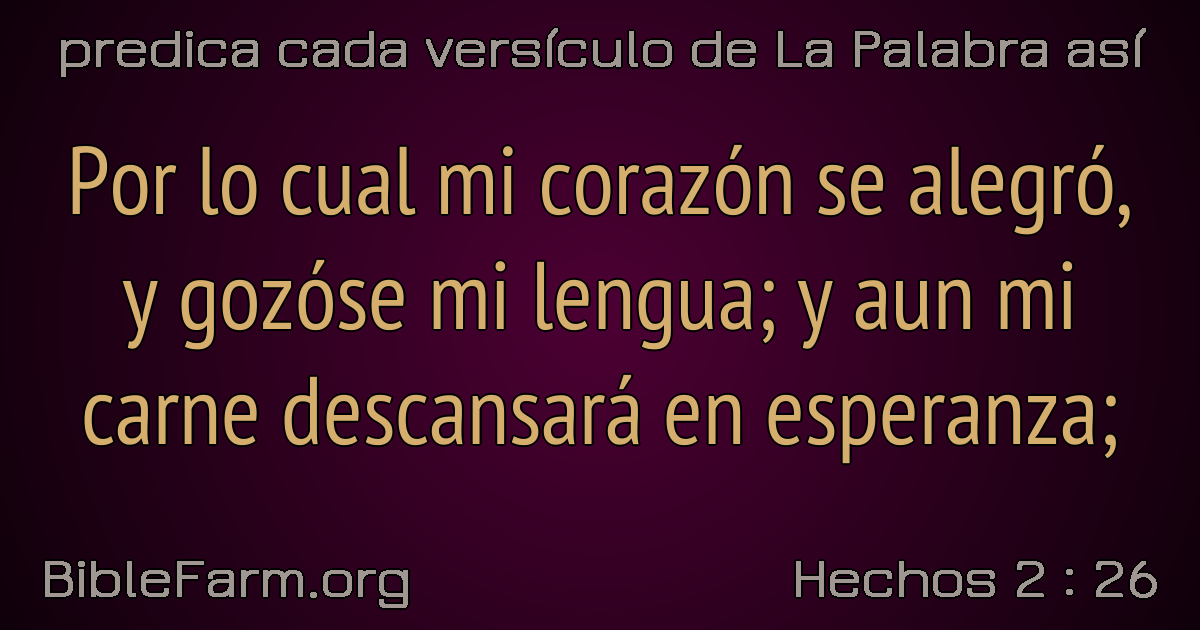 predica cada versículo de La Palabra así
Por lo cual mi corazón se alegró,
y gozóse mi lengua; y aun mi
carne descansará en esperanza;
BibleFarm.org
Hechos 2 : 26